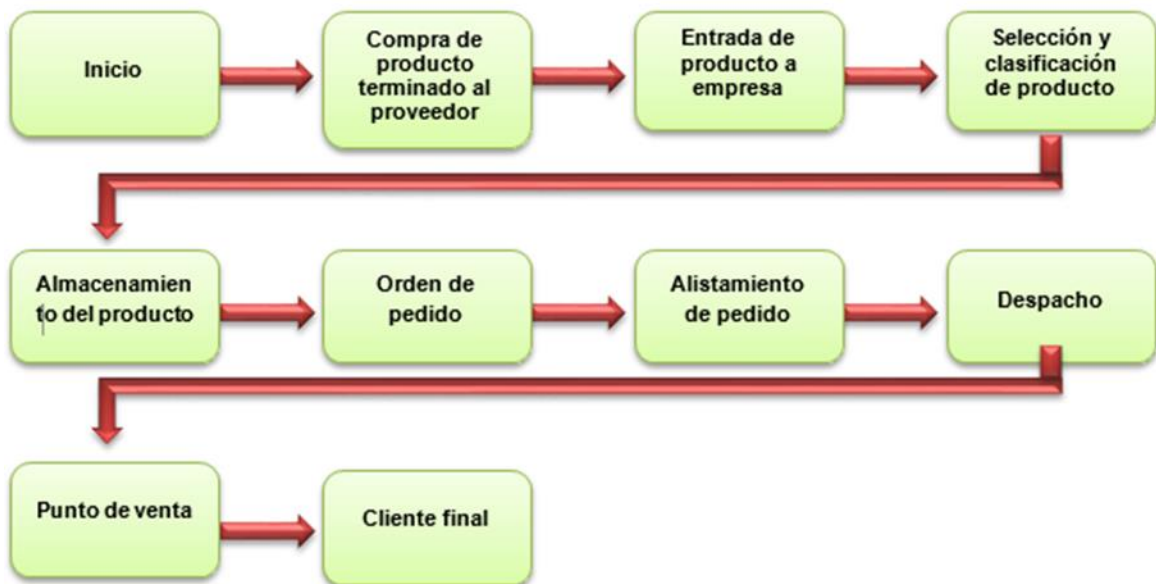 Inicio
Compra de
producto
terminado al
proveedor
Entrada de
producto a
empresa
Selección y
clasificación
de producto
Almacenamien
to del producto
Orden de
pedido
Alistamiento
de pedido
Despacho
Punto de venta
Cliente final